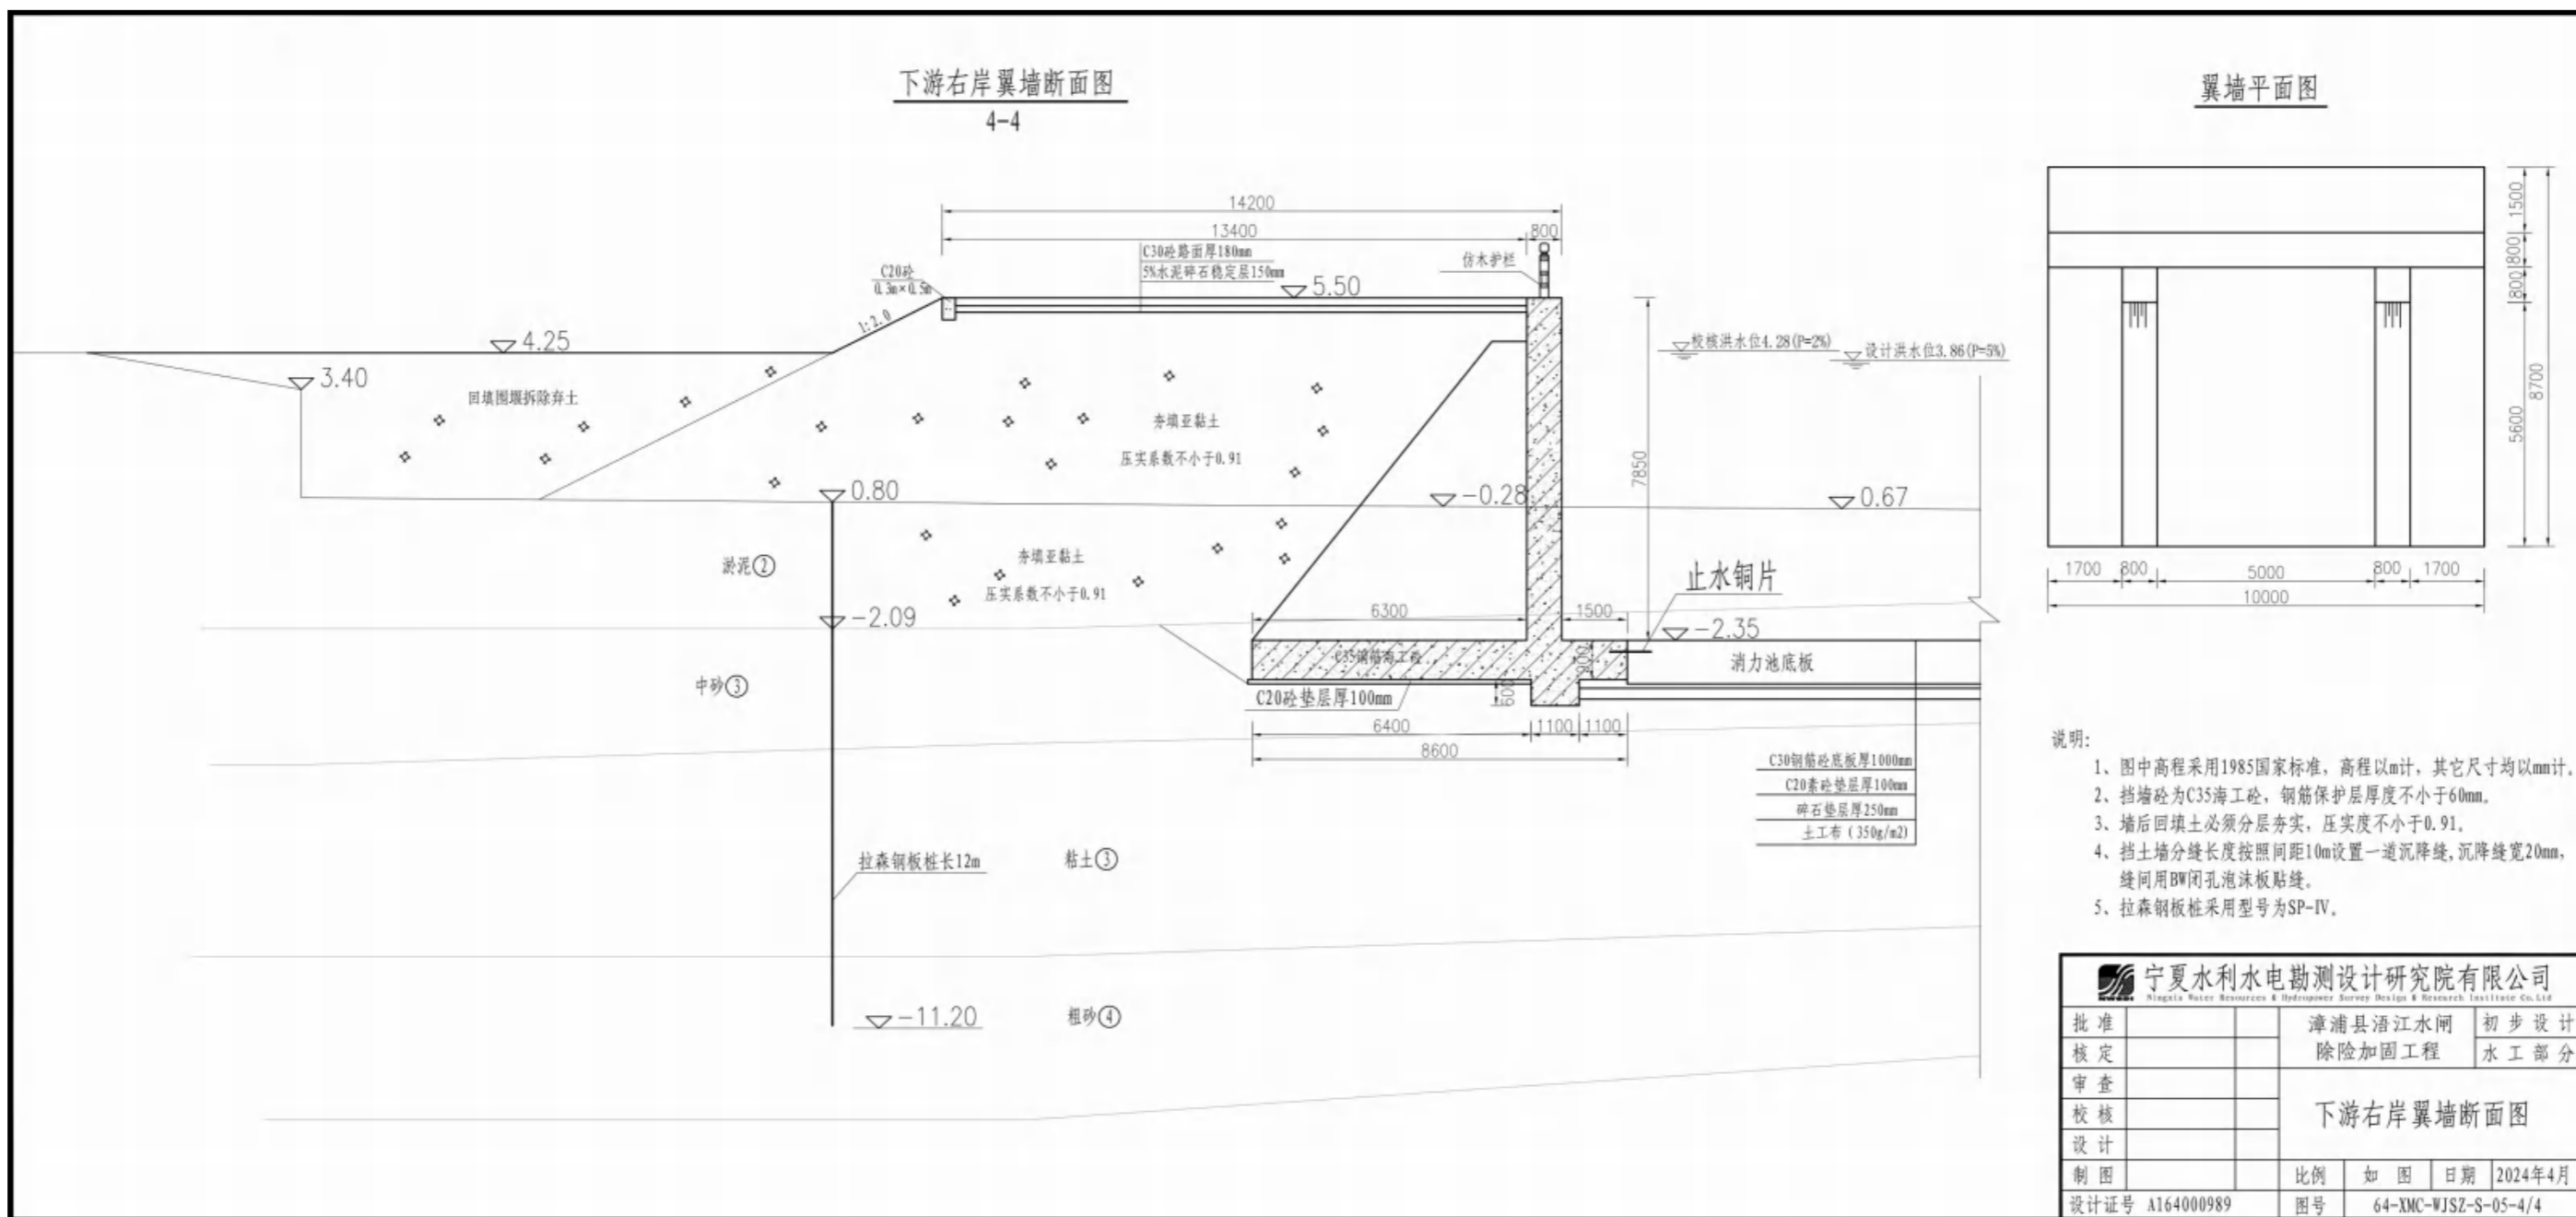 下游右岸翼墙断面图
4-4
翼墙平面图
14200
13400
800
C30砼路面厚180mm
5%水泥碎石稳定层150mm
C20砼
0.3m×0.5m
仿木护栏
5.50
1:2.0
4.25
3.40
校核洪水位4.28(P=2%)
设计洪水位3.86(P=5%)
回填围堰拆除弃土
夯填亚黏土
压实系数不小于0.91
7850
0.80
-0.28
0.67
淤泥②
夯填亚黏土
压实系数不小于0.91
止水铜片
-2.09
6300
1500
-2.35
C35钢筋海工砼
900
消力池底板
中砂③
C20砼垫层厚100mm
600
6400
1100
1100
8600
C30钢筋砼底板厚1000mm
C20素砼垫层厚100mm
碎石垫层厚250mm
土工布（350g/m2）
拉森钢板桩长12m
粘土③
-11.20
粗砂④
1500
800
800
5600
8700
1700
800
5000
800
1700
10000
说明:
1、图中高程采用1985国家标准，高程以m计，其它尺寸均以mm计。
2、挡墙砼为C35海工砼，钢筋保护层厚度不小于60mm。
3、墙后回填土必须分层夯实，压实度不小于0.91。
4、挡土墙分缝长度按照间距10m设置一道沉降缝,沉降缝宽20mm，
缝间用BW闭孔泡沫板贴缝。
5、拉森钢板桩采用型号为SP-IV。
宁夏水利水电勘测设计研究院有限公司
Ningxia Water Resources & Hydropower Survey Design & Research Institute Co.Ltd
批准
漳浦县浯江水闸
初步设计
核定
除险加固工程
水工部分
审查
校核
下游右岸翼墙断面图
设计
制图
比例
如图
日期
2024年4月
设计证号
A164000989
图号
64-XMC-WJSZ-S-05-4/4